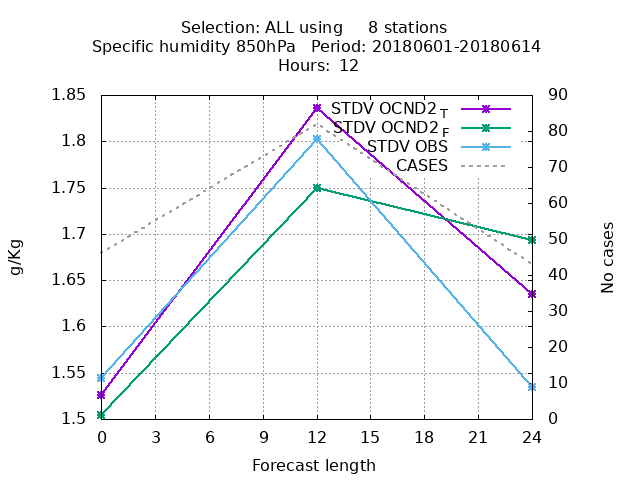 Selection: ALL using     8 stations
Specific humidity 850hPa   Period: 20180601-20180614
Hours:  12
STDV OCND2 T
STDV OCND2 F
STDV OBS
CASES
1.85
1.8
1.75
1.7
1.65
1.6
1.55
1.5
90
80
70
60
50
40
30
20
10
0
g/Kg
No cases
0 3 6 9 12 15 18 21 24
Forecast length